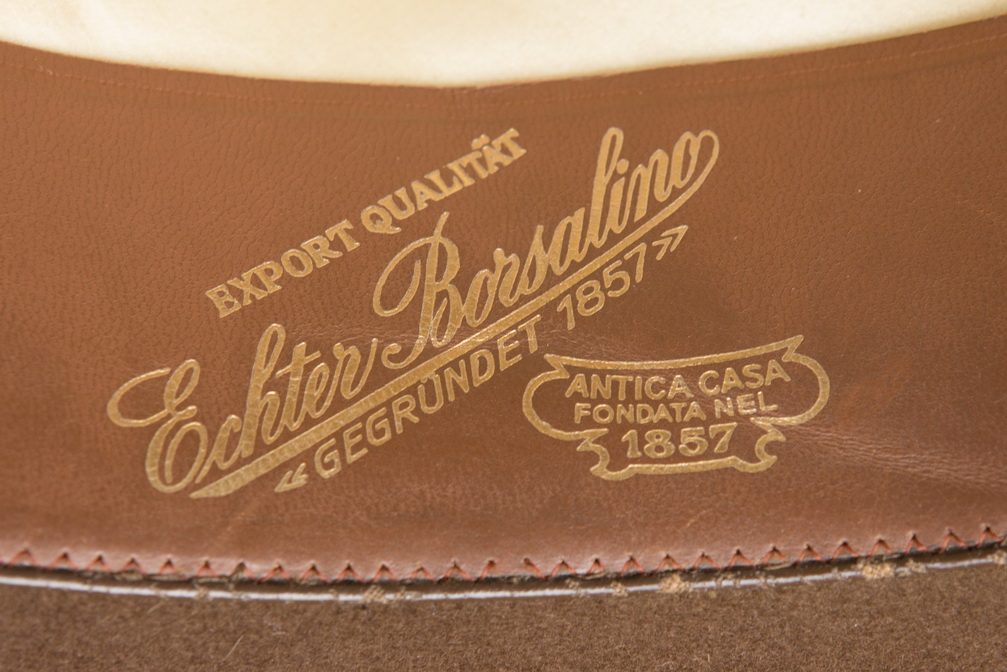 EXPORT QUALITÄT
Echter Borsalino
«GEGRÜNDET 1857»
ANTICA CASA
FONDATA NEL
1857